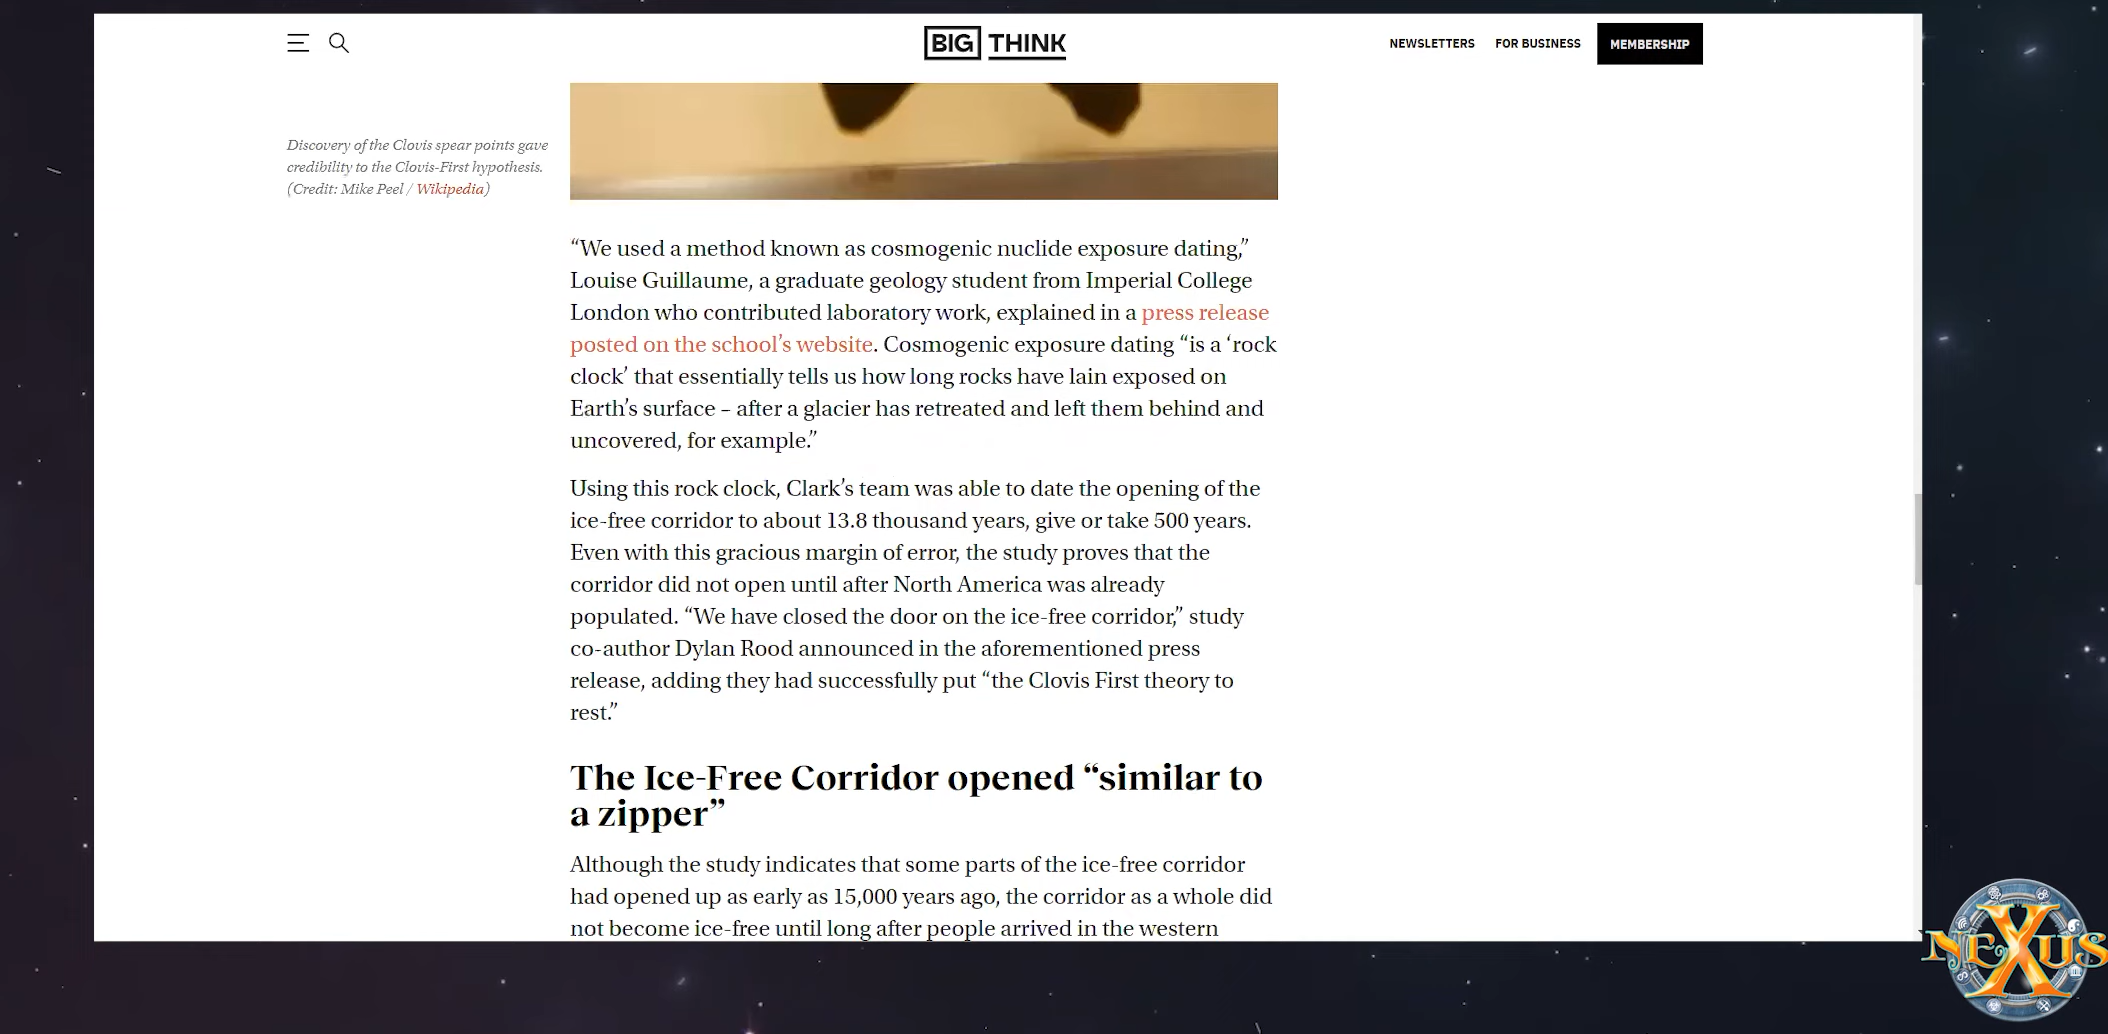 BIG THINK
NEWSLETTERS FOR BUSINESS MEMBERSHIP
Discovery of the Clovis spear points gave
credibility to the Clovis-First hypothesis.
(Credit: Mike Peel / Wikipedia)
“We used a method known as cosmogenic nuclide exposure dating,”
Louise Guillaume, a graduate geology student from Imperial College
London who contributed laboratory work, explained in a press release
posted on the school’s website. Cosmogenic exposure dating “is a ‘rock
clock’ that essentially tells us how long rocks have lain exposed on
Earth’s surface – after a glacier has retreated and left them behind and
uncovered, for example.”
Using this rock clock, Clark’s team was able to date the opening of the
ice-free corridor to about 13.8 thousand years, give or take 500 years.
Even with this gracious margin of error, the study proves that the
corridor did not open until after North America was already
populated. “We have closed the door on the ice-free corridor,” study
co-author Dylan Rood announced in the aforementioned press
release, adding they had successfully put “the Clovis First theory to
rest.”
The Ice-Free Corridor opened “similar to
a zipper”
Although the study indicates that some parts of the ice-free corridor
had opened up as early as 15,000 years ago, the corridor as a whole did
not become ice-free until long after people arrived in the western
NEXUS